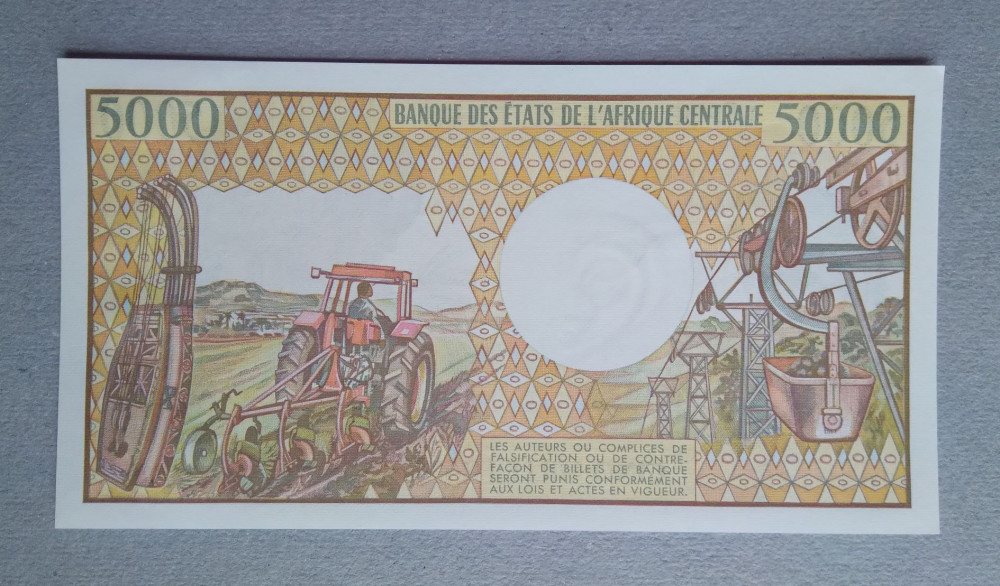 5000
BANQUE DES ÉTATS DE L'AFRIQUE CENTRALE
5000
LES AUTEURS OU COMPLICES DE
FALSIFICATION OU DE CONTRE-
FAÇON DE BILLETS DE BANQUE
SERONT PUNIS CONFORMÉMENT
AUX LOIS ET ACTES EN VIGUEUR.